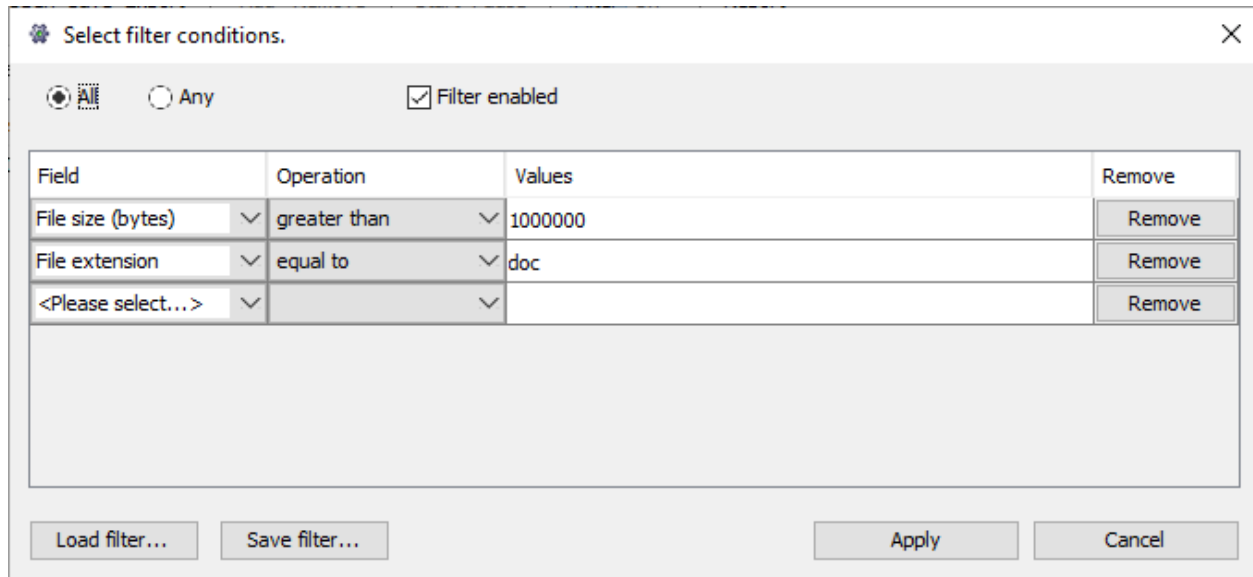 Select filter conditions.
All Any Filter enabled
Field Operation Values Remove
File size (bytes) greater than 1000000 Remove
File extension equal to doc Remove
<Please select...> Remove
Load filter... Save filter... Apply Cancel